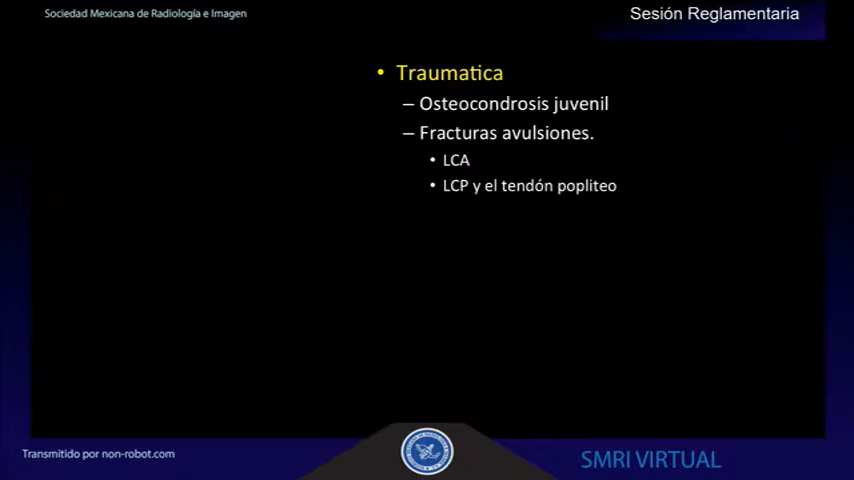 Sociedad Mexicana de Radiología e Imagen
Sesión Reglamentaria
• Traumatica
– Osteocondrosis juvenil
– Fracturas avulsiones.
• LCA
• LCP y el tendón popliteo
Transmitido por non-robot.com
SMRI VIRTUAL